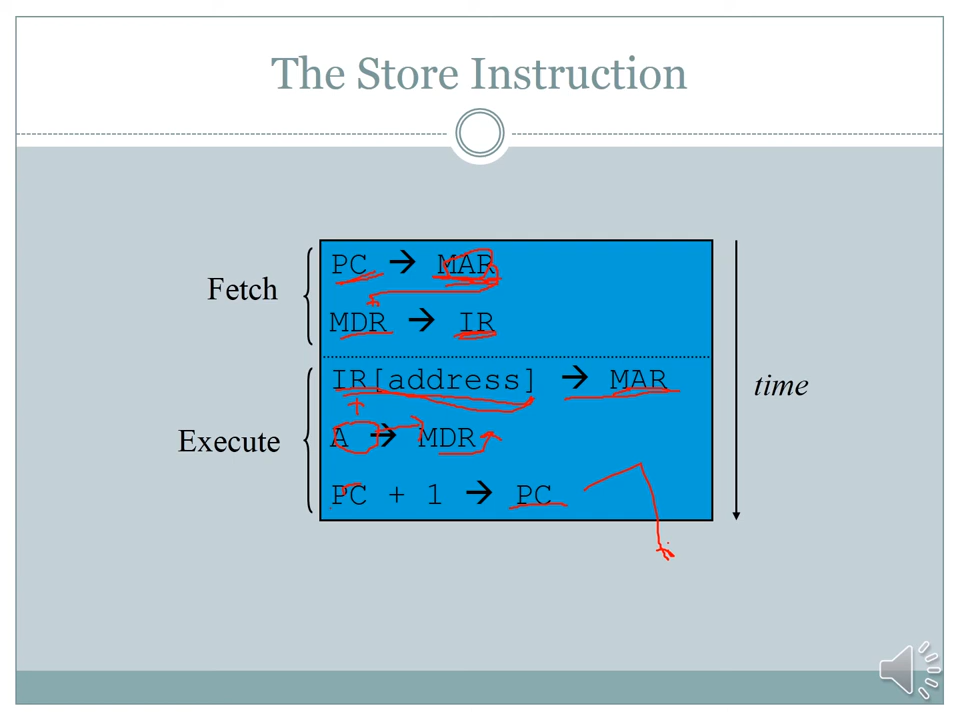 The Store Instruction
Fetch
PC → MAR
MDR → IR
Execute
IR[address] → MAR
A → MDR
PC + 1 → PC
time